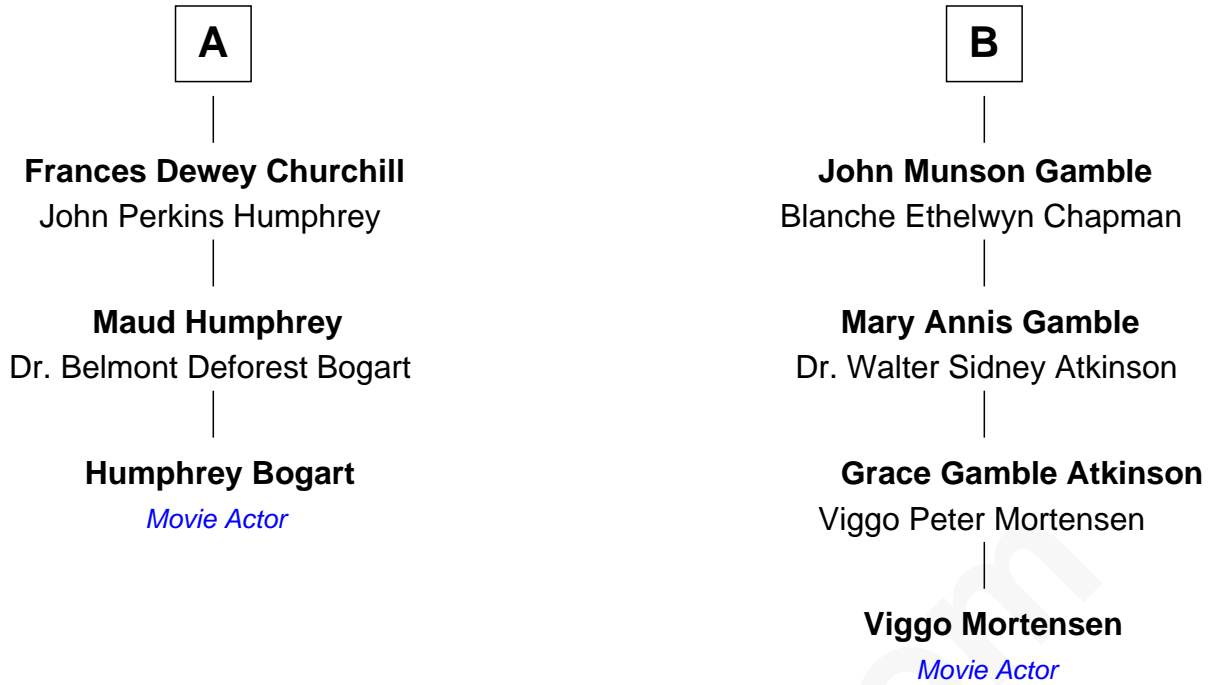 A
Frances Dewey Churchill
John Perkins Humphrey
Maud Humphrey
Dr. Belmont Deforest Bogart
Humphrey Bogart
Movie Actor
B
John Munson Gamble
Blanche Ethelwyn Chapman
Mary Annis Gamble
Dr. Walter Sidney Atkinson
Grace Gamble Atkinson
Viggo Peter Mortensen
Viggo Mortensen
Movie Actor